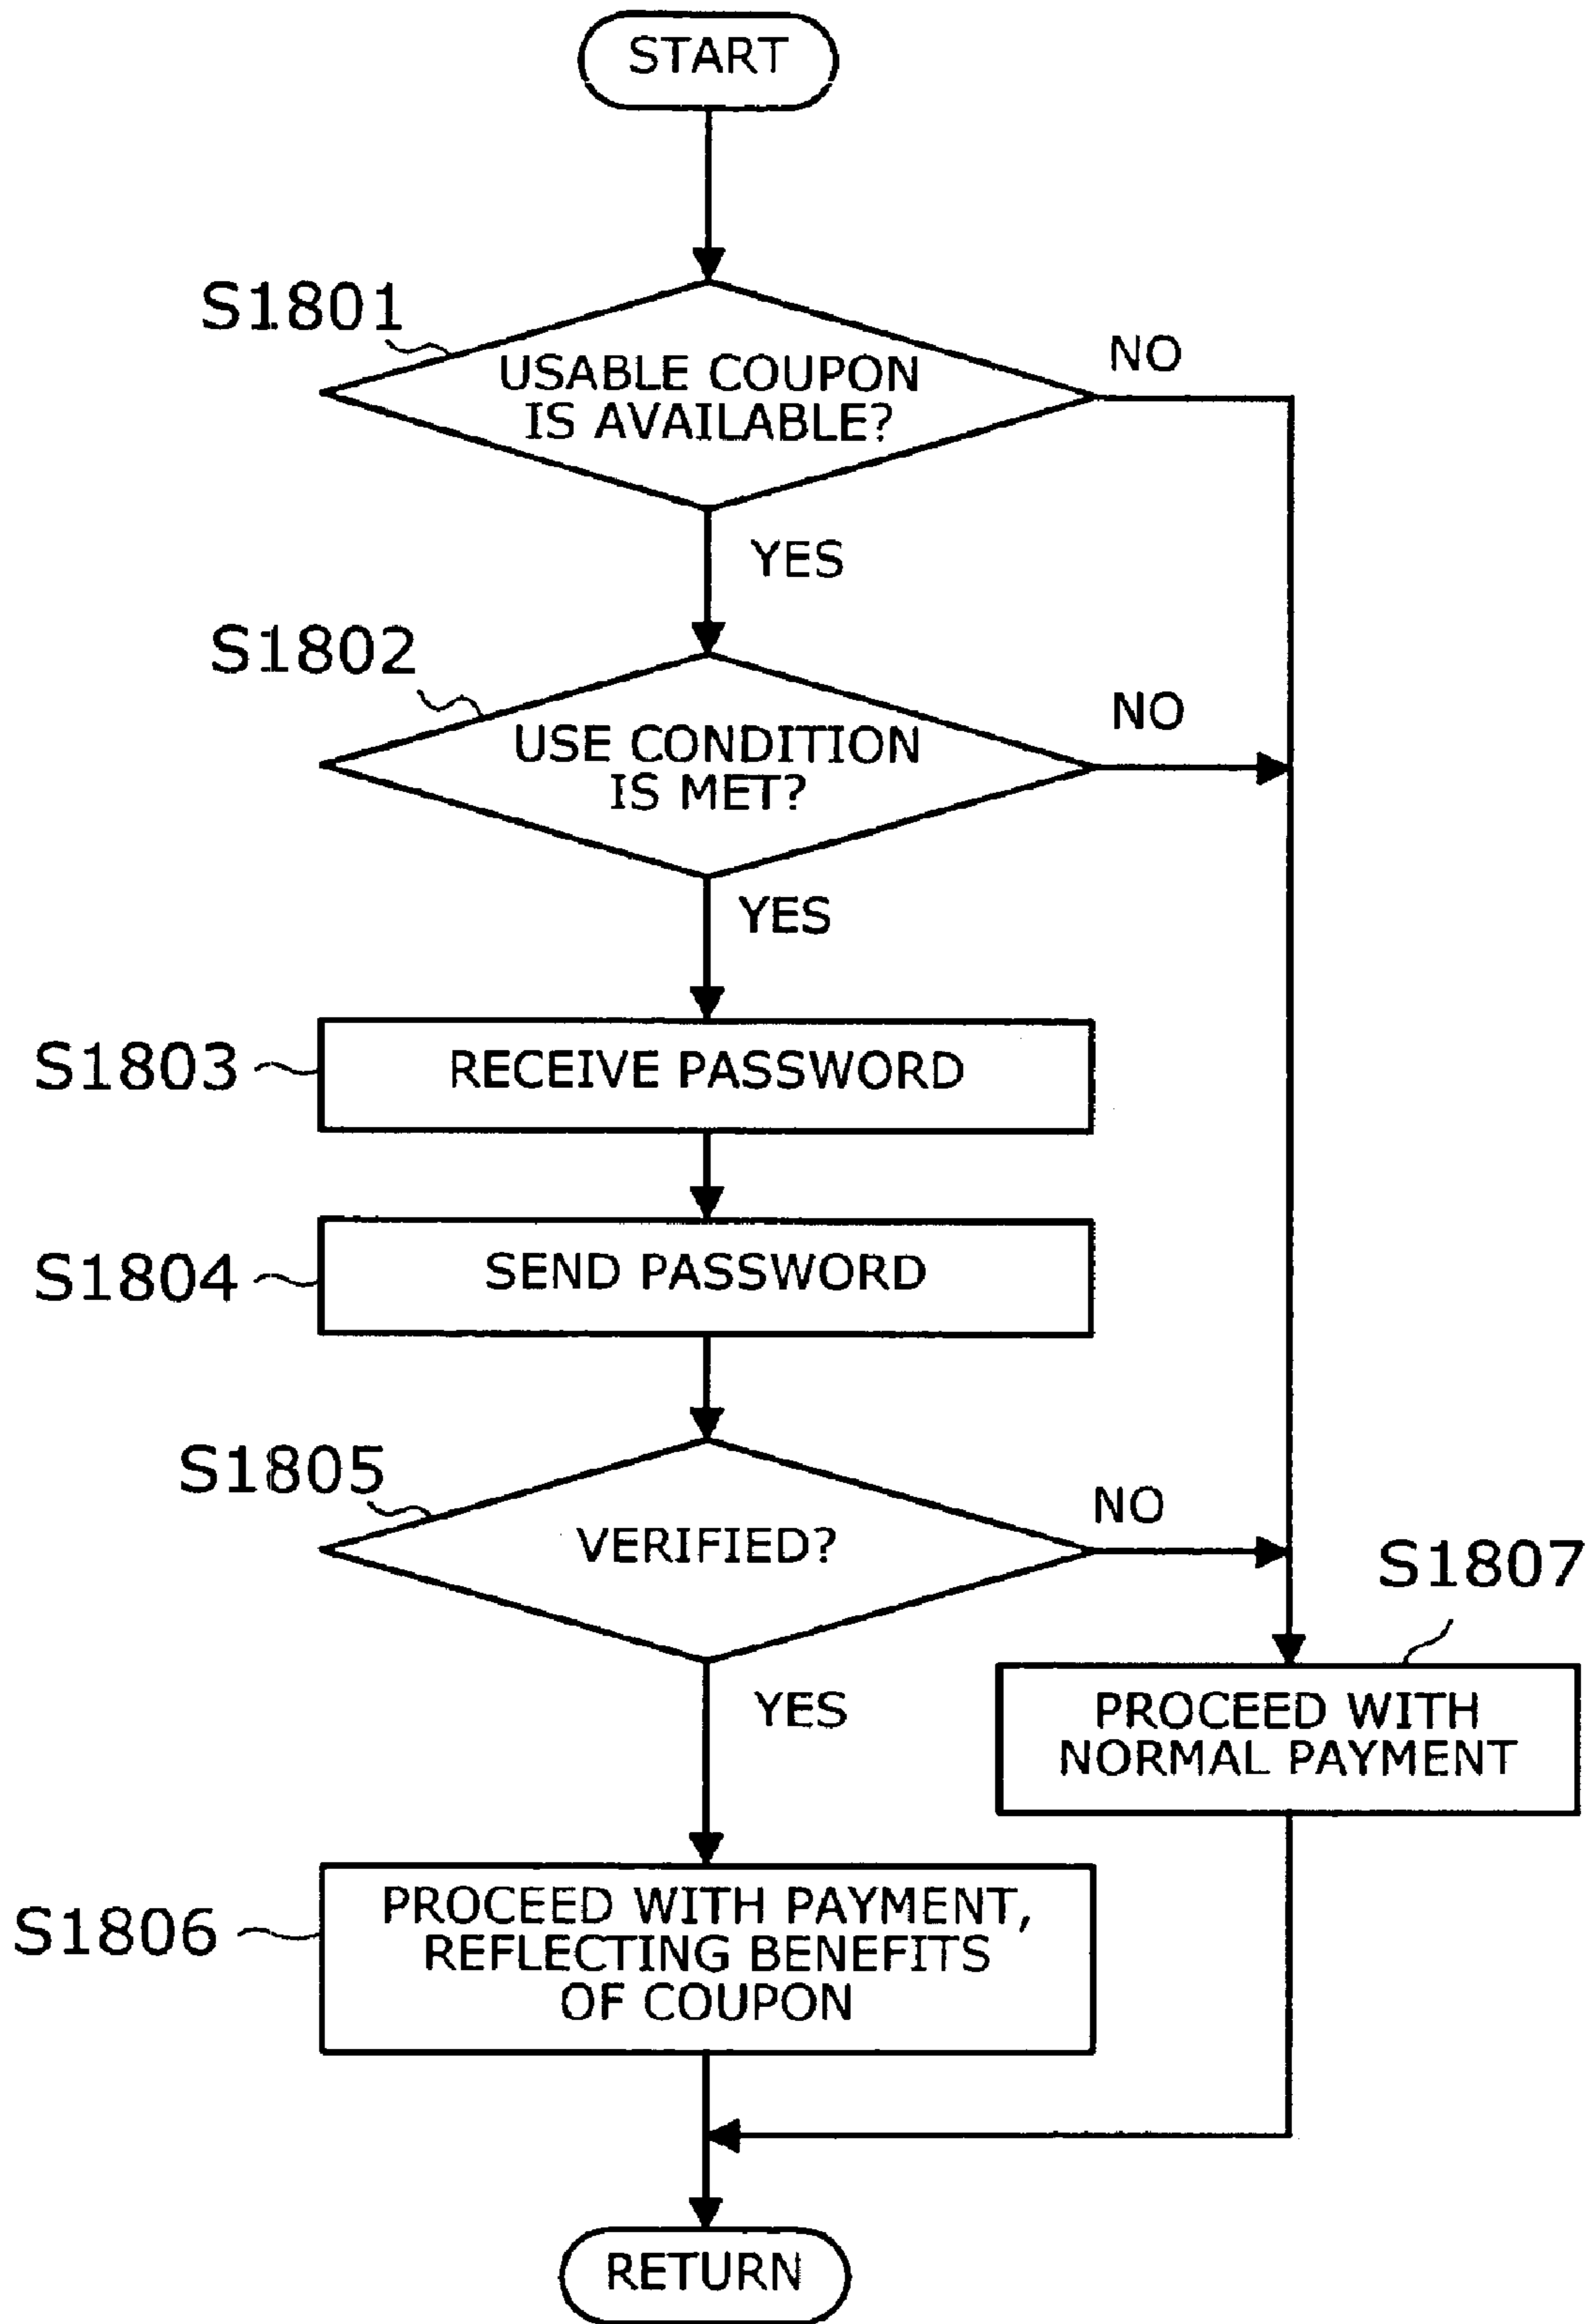 START
S1801
USABLE COUPON
IS AVAILABLE?
NO
YES
S1802
USE CONDITION
IS MET?
NO
YES
S1803
RECEIVE PASSWORD
S1804
SEND PASSWORD
S1805
VERIFIED?
NO
S1807
YES
PROCEED WITH
NORMAL PAYMENT
S1806
PROCEED WITH PAYMENT,
REFLECTING BENEFITS
OF COUPON
RETURN